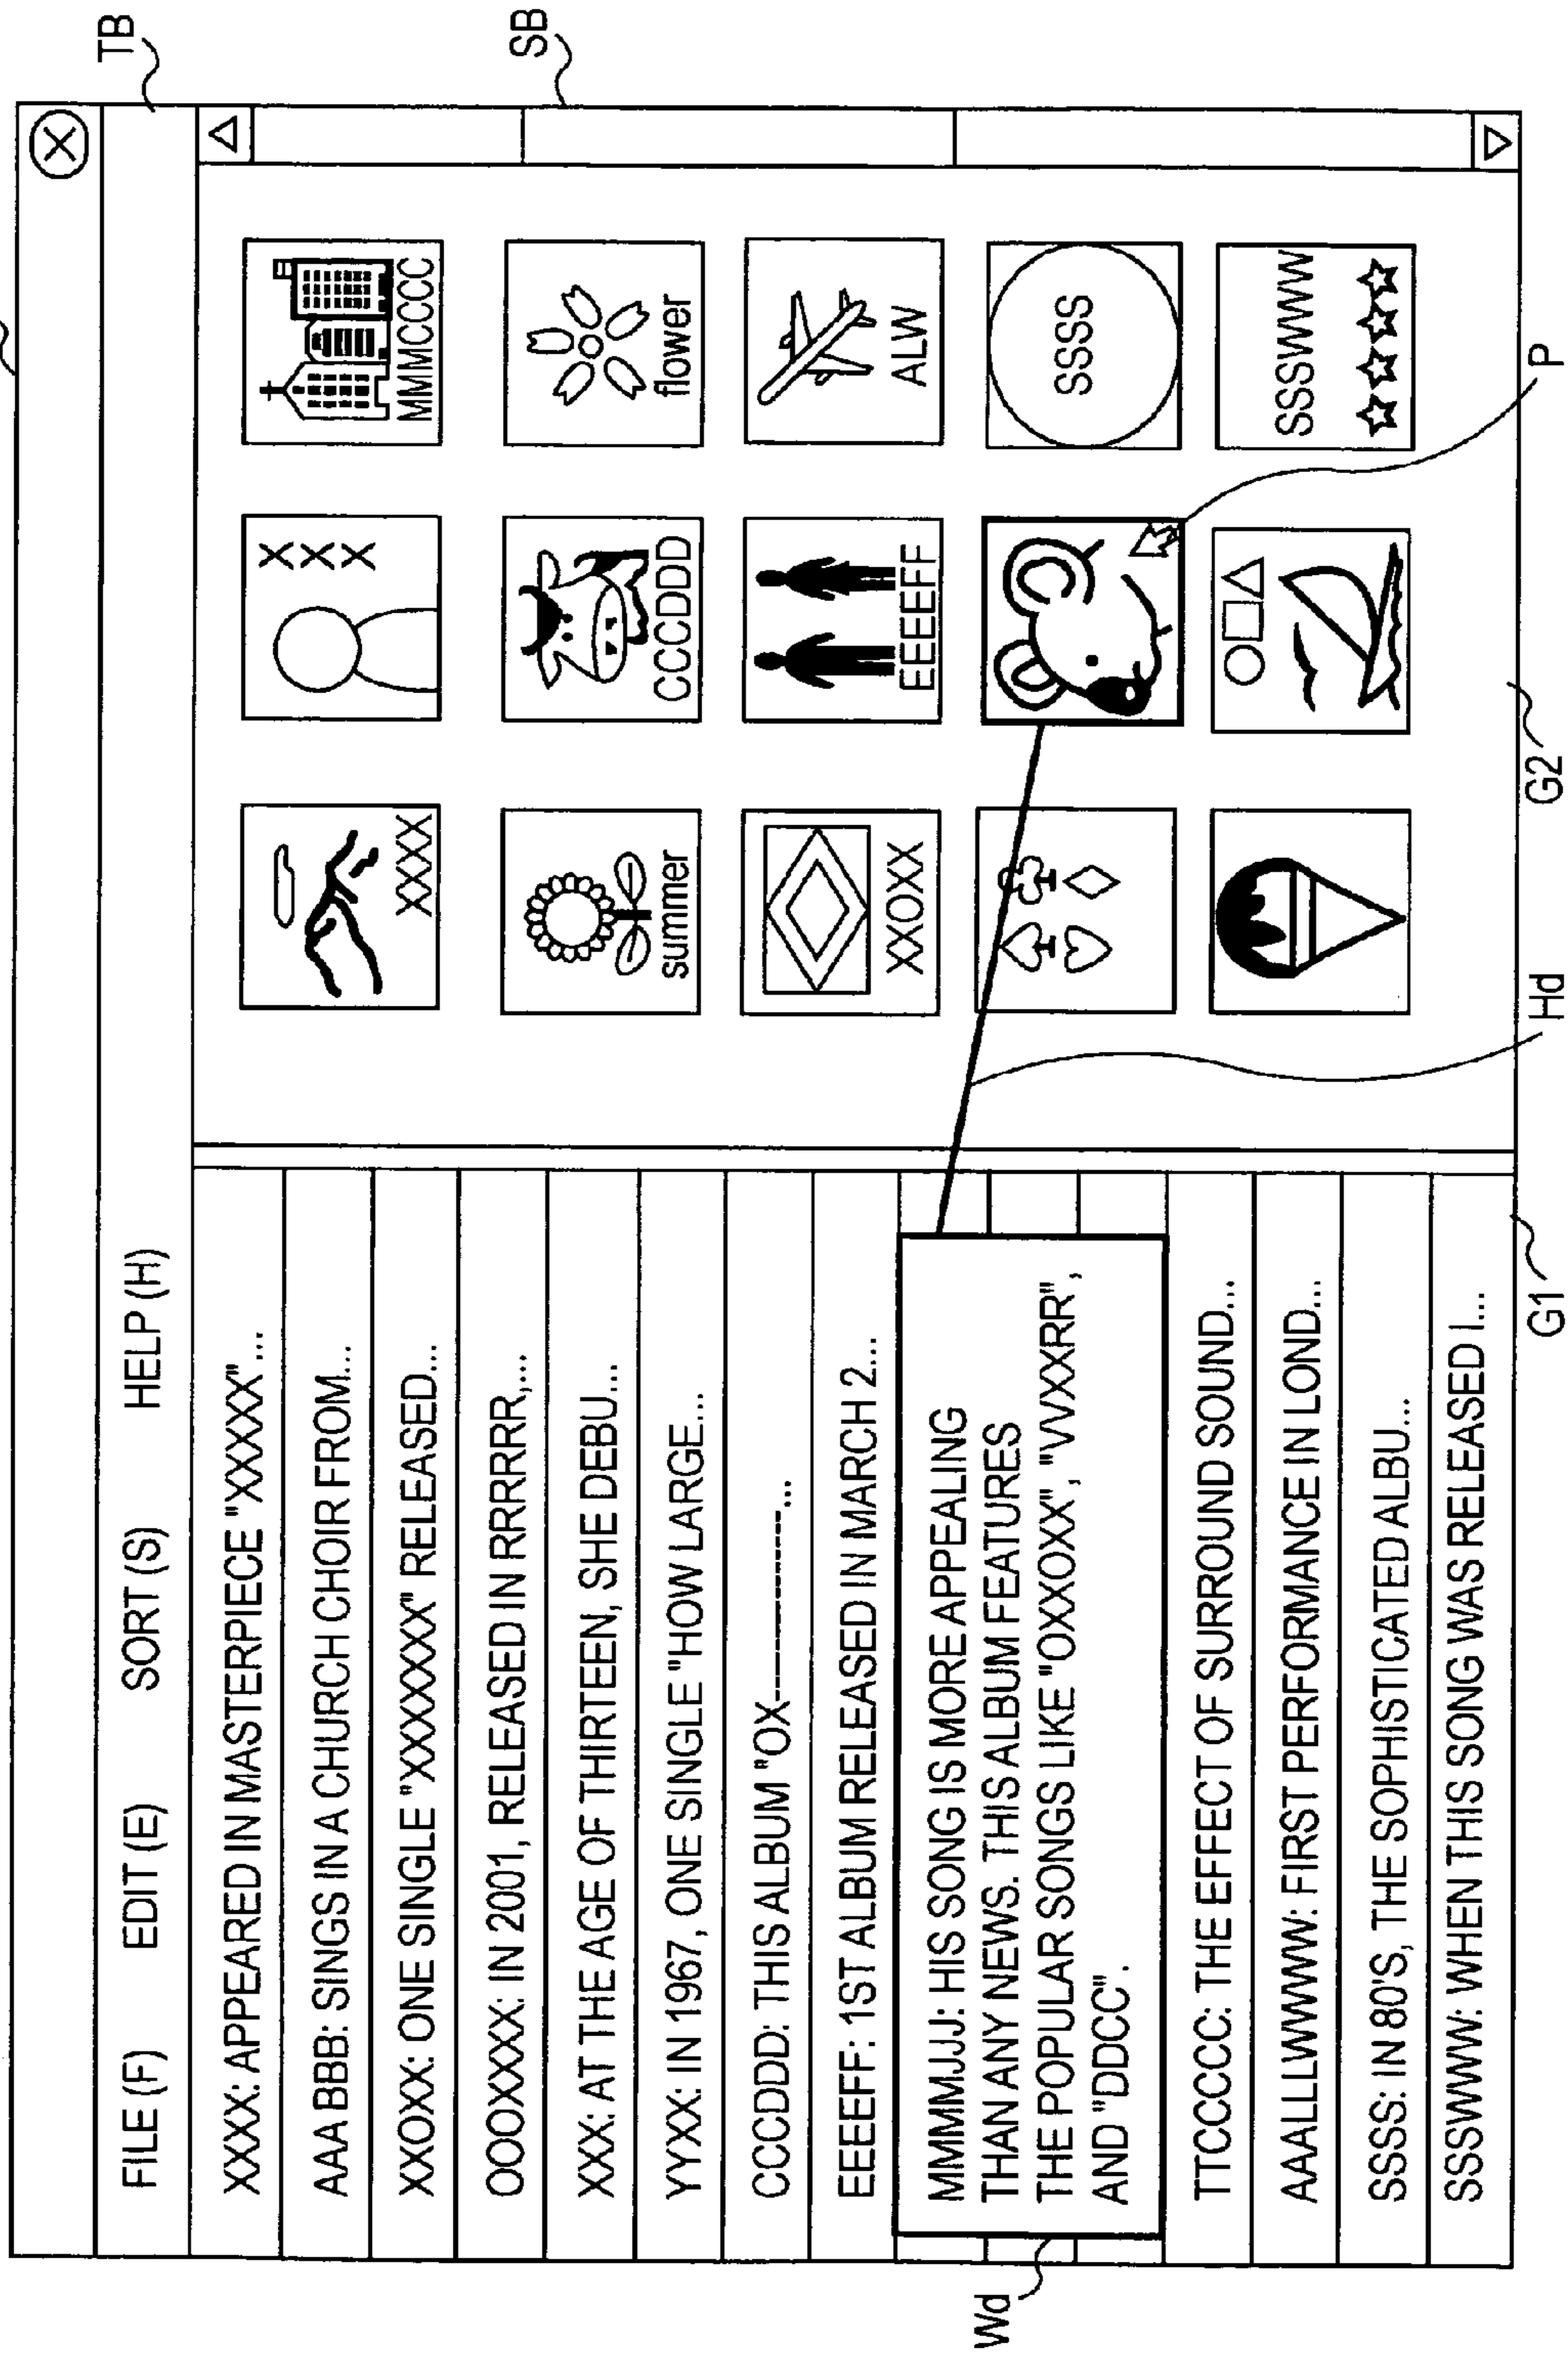 TB
SB
FILE (F) EDIT (E) SORT (S) HELP (H)
XXXX: APPEARED IN MASTERPIECE "XXXXX"...
AAA BBB: SINGS IN A CHURCH CHOIR FROM...
XXOXX: ONE SINGLE "XXXXXXX" RELEASED...
OOOXXXX: IN 2001, RELEASED IN RRRRRR,...
XXX: AT THE AGE OF THIRTEEN, SHE DEBU...
YYXX: IN 1967, ONE SINGLE "HOW LARGE...
CCCDDD: THIS ALBUM "OX-------------...
EEEEFF: 1ST ALBUM RELEASED IN MARCH 2...
MMMMJJJ: HIS SONG IS MORE APPEALING
THAN ANY NEWS. THIS ALBUM FEATURES
THE POPULAR SONGS LIKE "OXXOXX", "VVXXRR",
AND "DDCC".
TTCCCCC: THE EFFECT OF SURROUND SOUND...
AAALLLWWWW: FIRST PERFORMANCE IN LOND...
SSSS: IN 80'S, THE SOPHISTICATED ALBU...
SSSWWW: WHEN THIS SONG WAS RELEASED I...
XXXX
XXX
MMMCCCC
summer
CCCDDD
flower
XXOXX
EEEEFF
ALW
SSSS
SSSWWW
Wd
G1
Hd
G2
P